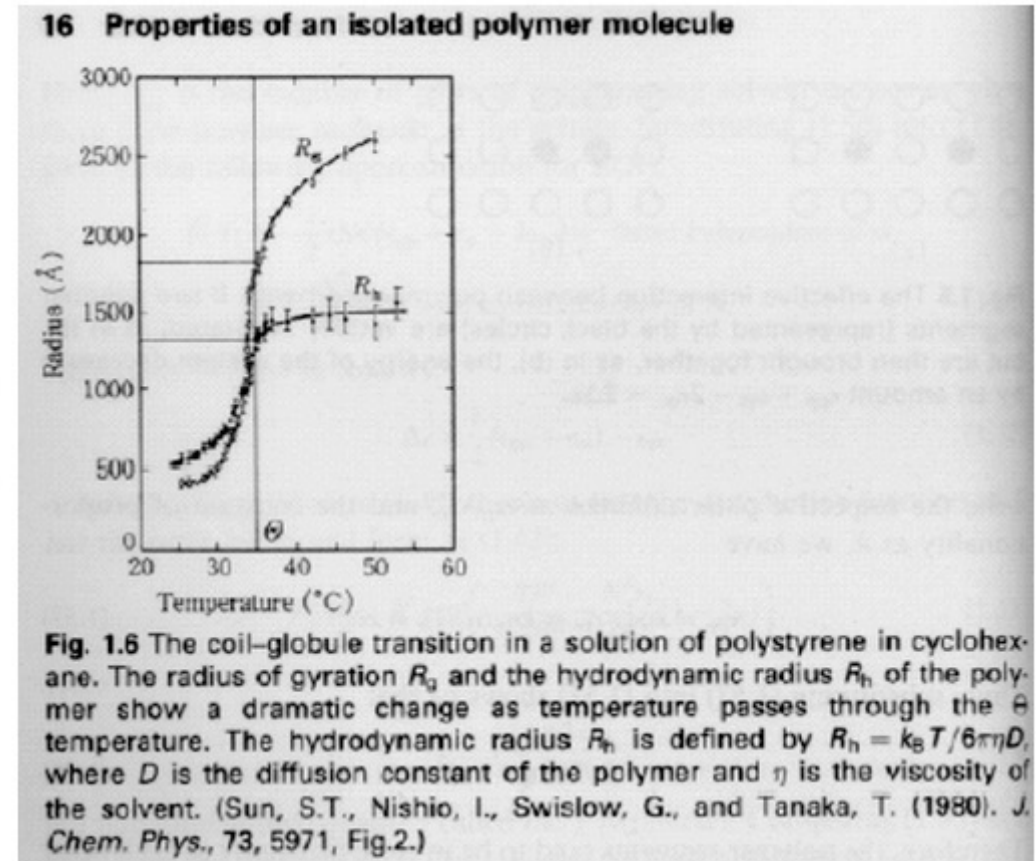 16 Properties of an isolated polymer molecule
3000
2500
2000
1500
1000
500
0
Radius (Å)
R_g
R_h
Θ
20 30 40 50 60
Temperature (°C)
Fig. 1.6 The coil–globule transition in a solution of polystyrene in cyclohex-
ane. The radius of gyration R_g and the hydrodynamic radius R_h of the poly-
mer show a dramatic change as temperature passes through the Θ
temperature. The hydrodynamic radius R_h is defined by R_h = k_BT/6πηD,
where D is the diffusion constant of the polymer and η is the viscosity of
the solvent. (Sun, S.T., Nishio, I., Swislow, G., and Tanaka, T. (1980). J.
Chem. Phys., 73, 5971, Fig.2.)